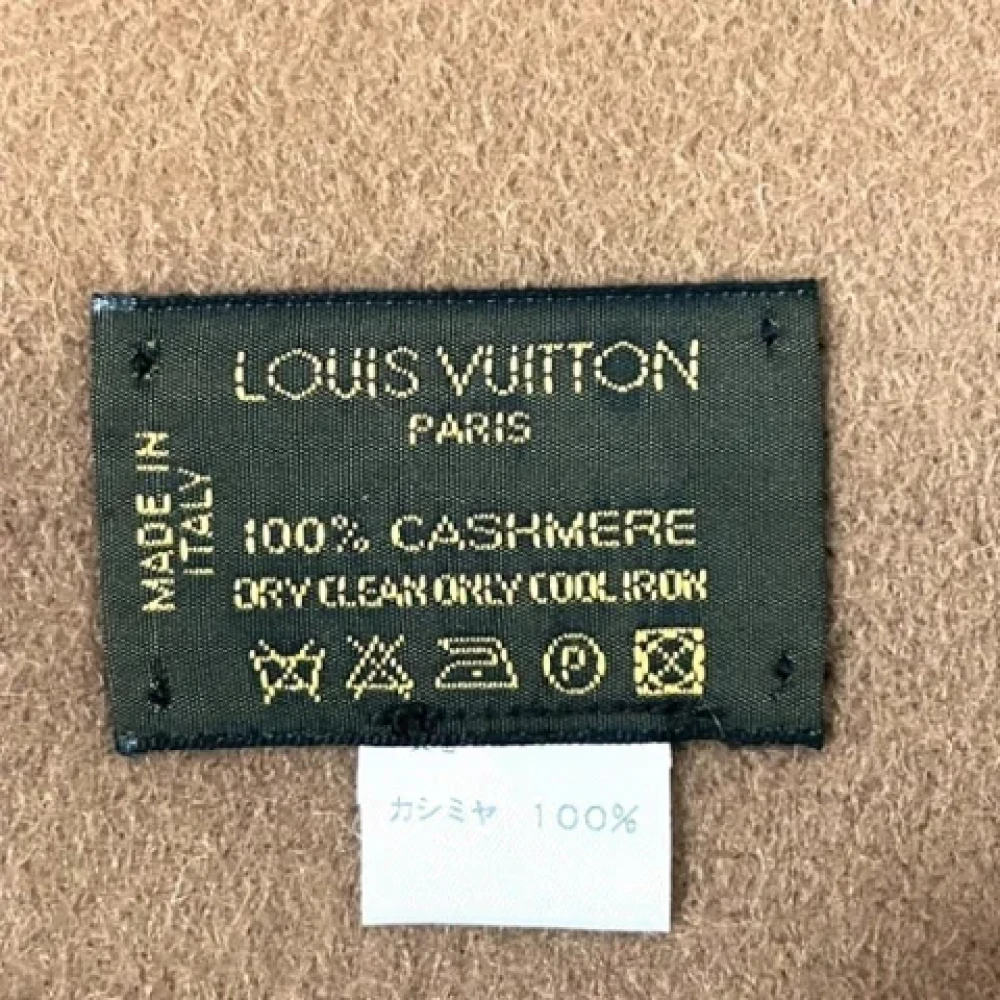 LOUIS VUITTON
PARIS
MADE IN
ITALY
100% CASHMERE
DRY CLEAN ONLY COOL IRON
P
カシミヤ 100%